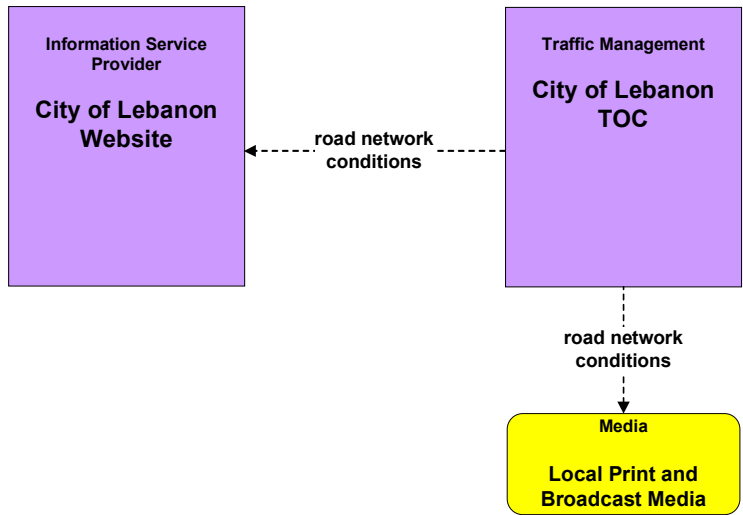 Information Service
Provider
City of Lebanon
Website
Traffic Management
City of Lebanon
TOC
road network
conditions
road network
conditions
Media
Local Print and
Broadcast Media